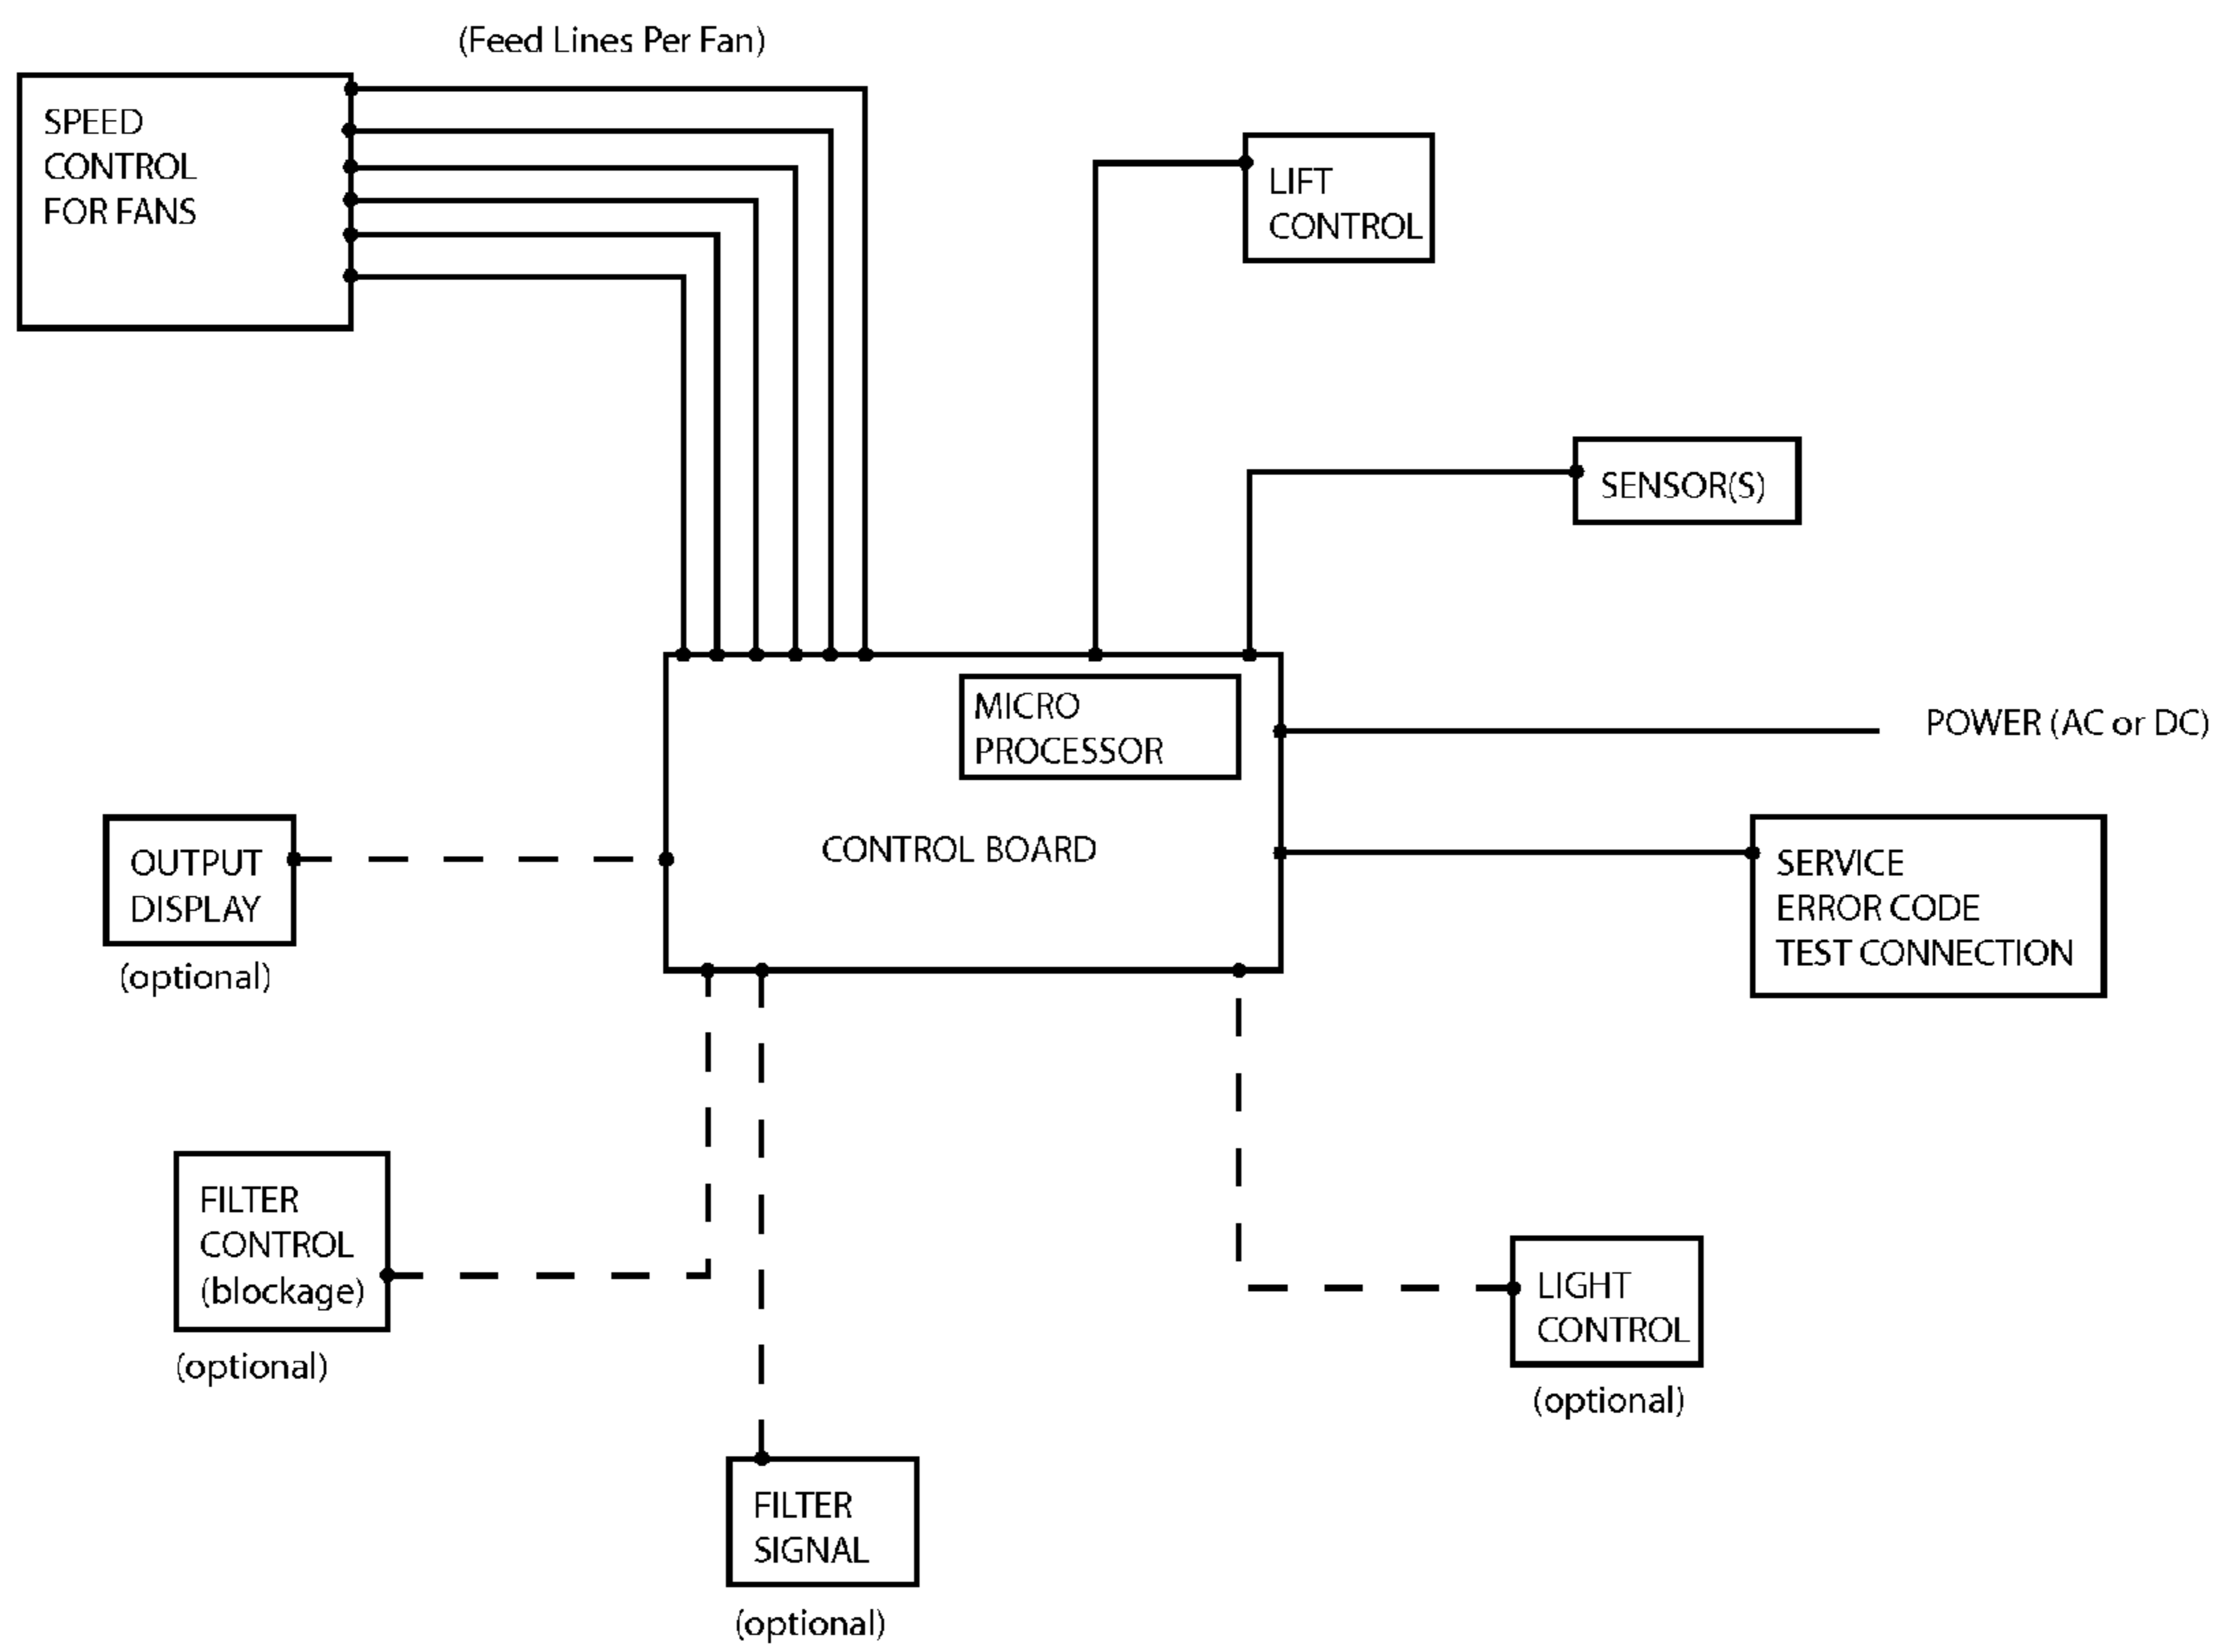 (Feed Lines Per Fan)
SPEED
CONTROL
FOR FANS
LIFT
CONTROL
SENSOR(S)
MICRO
PROCESSOR
POWER (AC or DC)
CONTROL BOARD
OUTPUT
DISPLAY
(optional)
SERVICE
ERROR CODE
TEST CONNECTION
FILTER
CONTROL
(blockage)
(optional)
LIGHT
CONTROL
(optional)
FILTER
SIGNAL
(optional)